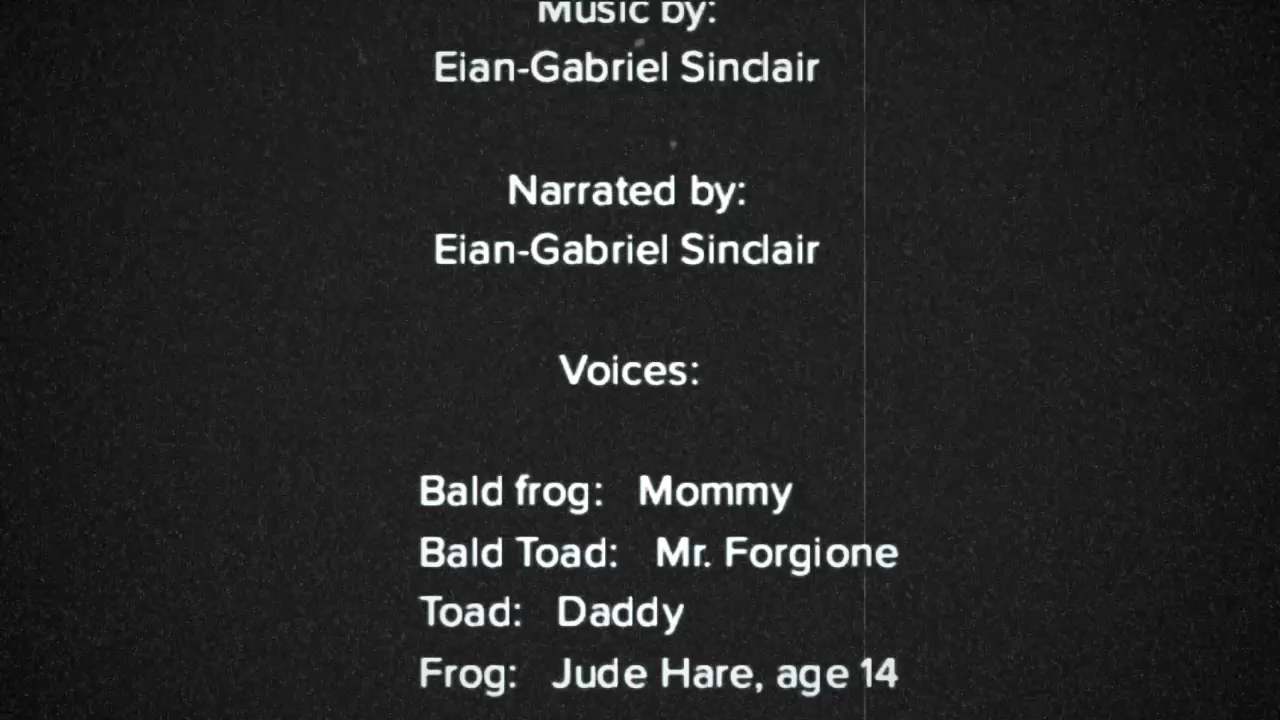 Music by:
Eian-Gabriel Sinclair
Narrated by:
Eian-Gabriel Sinclair
Voices:
Bald frog: Mommy
Bald Toad: Mr. Forgione
Toad: Daddy
Frog: Jude Hare, age 14